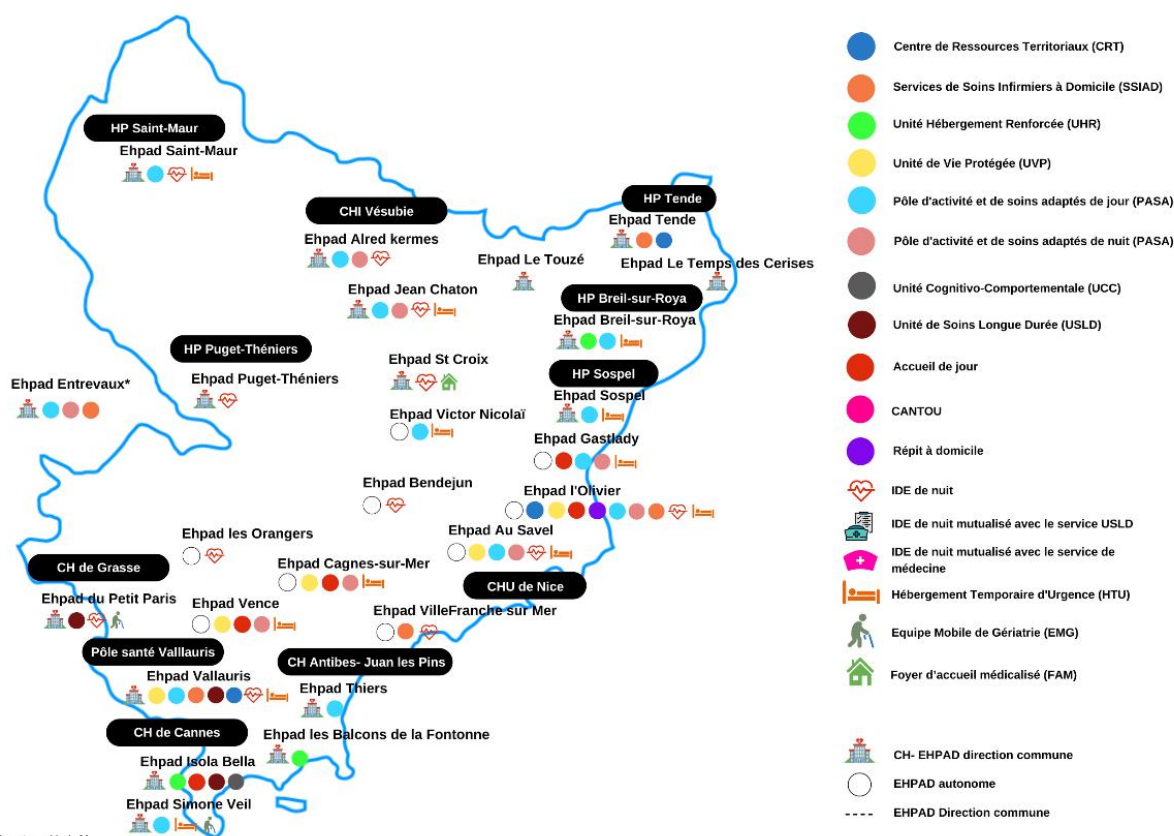 HP Saint-Maur
Ehpad Saint-Maur
CHI Vésubie
Ehpad Alred kermes
Ehpad Jean Chaton
Ehpad Le Touzé
HP Tende
Ehpad Tende
Ehpad Le Temps des Cerises
HP Breil-sur-Roya
Ehpad Breil-sur-Roya
HP Puget-Théniers
Ehpad Puget-Théniers
Ehpad Entrevaux*
Ehpad St Croix
HP Sospel
Ehpad Sospel
Ehpad Victor Nicolaï
Ehpad Gastlady
Ehpad Bendejun
Ehpad l'Olivier
Ehpad les Orangers
Ehpad Au Savel
CH de Grasse
Ehpad Cagnes-sur-Mer
CHU de Nice
Ehpad du Petit Paris
Ehpad Vence
Ehpad VilleFranche sur Mer
Pôle santé Valllauris
CH Antibes- Juan les Pins
Ehpad Vallauris
Ehpad Thiers
CH de Cannes
Ehpad les Balcons de la Fontonne
Ehpad Isola Bella
Ehpad Simone Veil
Centre de Ressources Territoriaux (CRT)
Services de Soins Infirmiers à Domicile (SSIAD)
Unité Hébergement Renforcée (UHR)
Unité de Vie Protégée (UVP)
Pôle d'activité et de soins adaptés de jour (PASA)
Pôle d'activité et de soins adaptés de nuit (PASA)
Unité Cognitivo-Comportementale (UCC)
Unité de Soins Longue Durée (USLD)
Accueil de jour
CANTOU
Répit à domicile
IDE de nuit
IDE de nuit mutualisé avec le service USLD
IDE de nuit mutualisé avec le service de
médecine
Hébergement Temporaire d'Urgence (HTU)
Equipe Mobile de Gériatrie (EMG)
Foyer d'accueil médicalisé (FAM)
CH- EHPAD direction commune
EHPAD autonome
EHPAD Direction commune